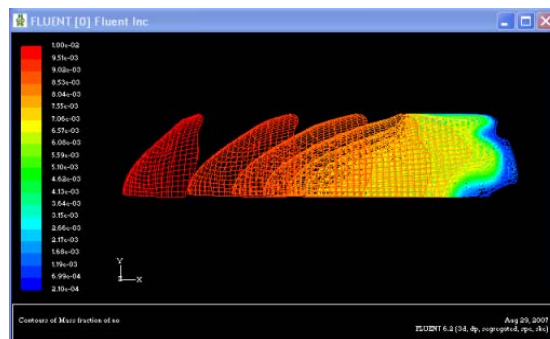 FLUENT [0] Fluent Inc
1.00e-02
9.51e-03
9.02e-03
8.53e-03
8.04e-03
7.55e-03
7.06e-03
6.57e-03
6.08e-03
5.59e-03
5.10e-03
4.62e-03
4.13e-03
3.64e-03
3.15e-03
2.66e-03
2.17e-03
1.68e-03
1.19e-03
6.99e-04
2.10e-04
Y
X
Contours of Mass fraction of no
Aug 29, 2007
FLUENT 6.2 (3d, dp, segregated, spe, ske)